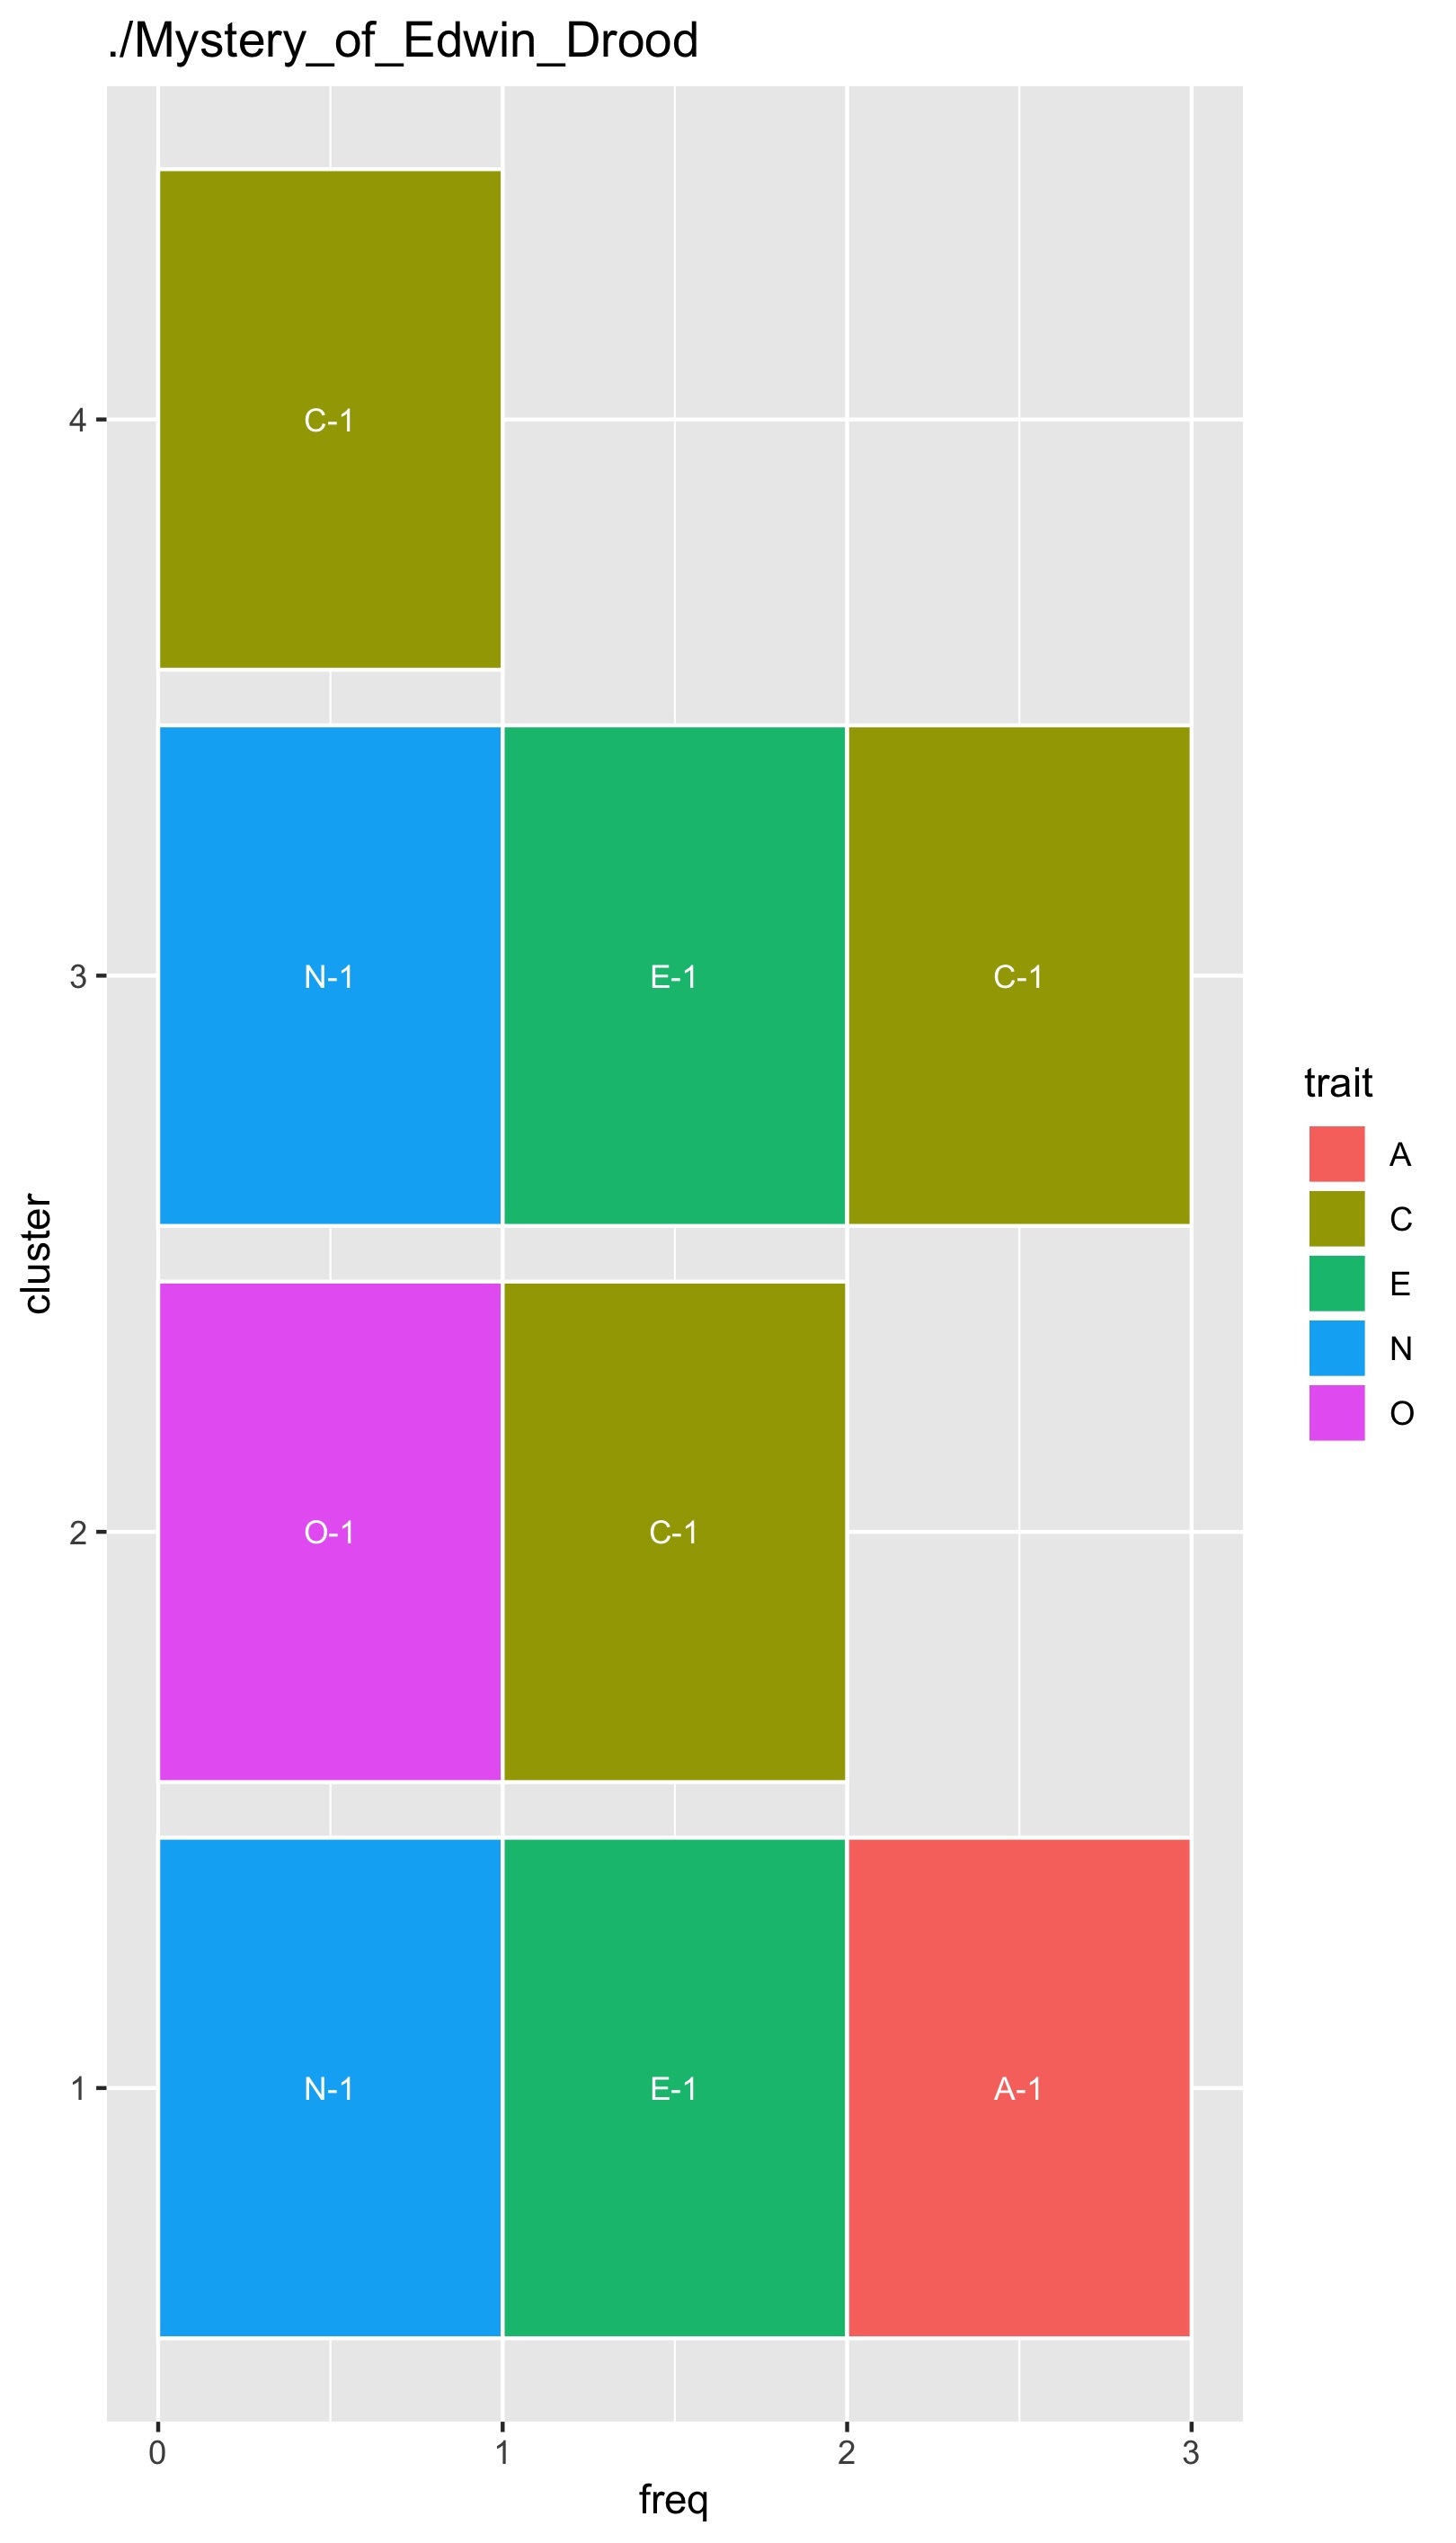 ./Mystery_of_Edwin_Drood
4
C-1
3
N-1 E-1 C-1
2
O-1 C-1
1
N-1 E-1 A-1
0 1 2 3
freq
cluster
trait
A
C
E
N
O